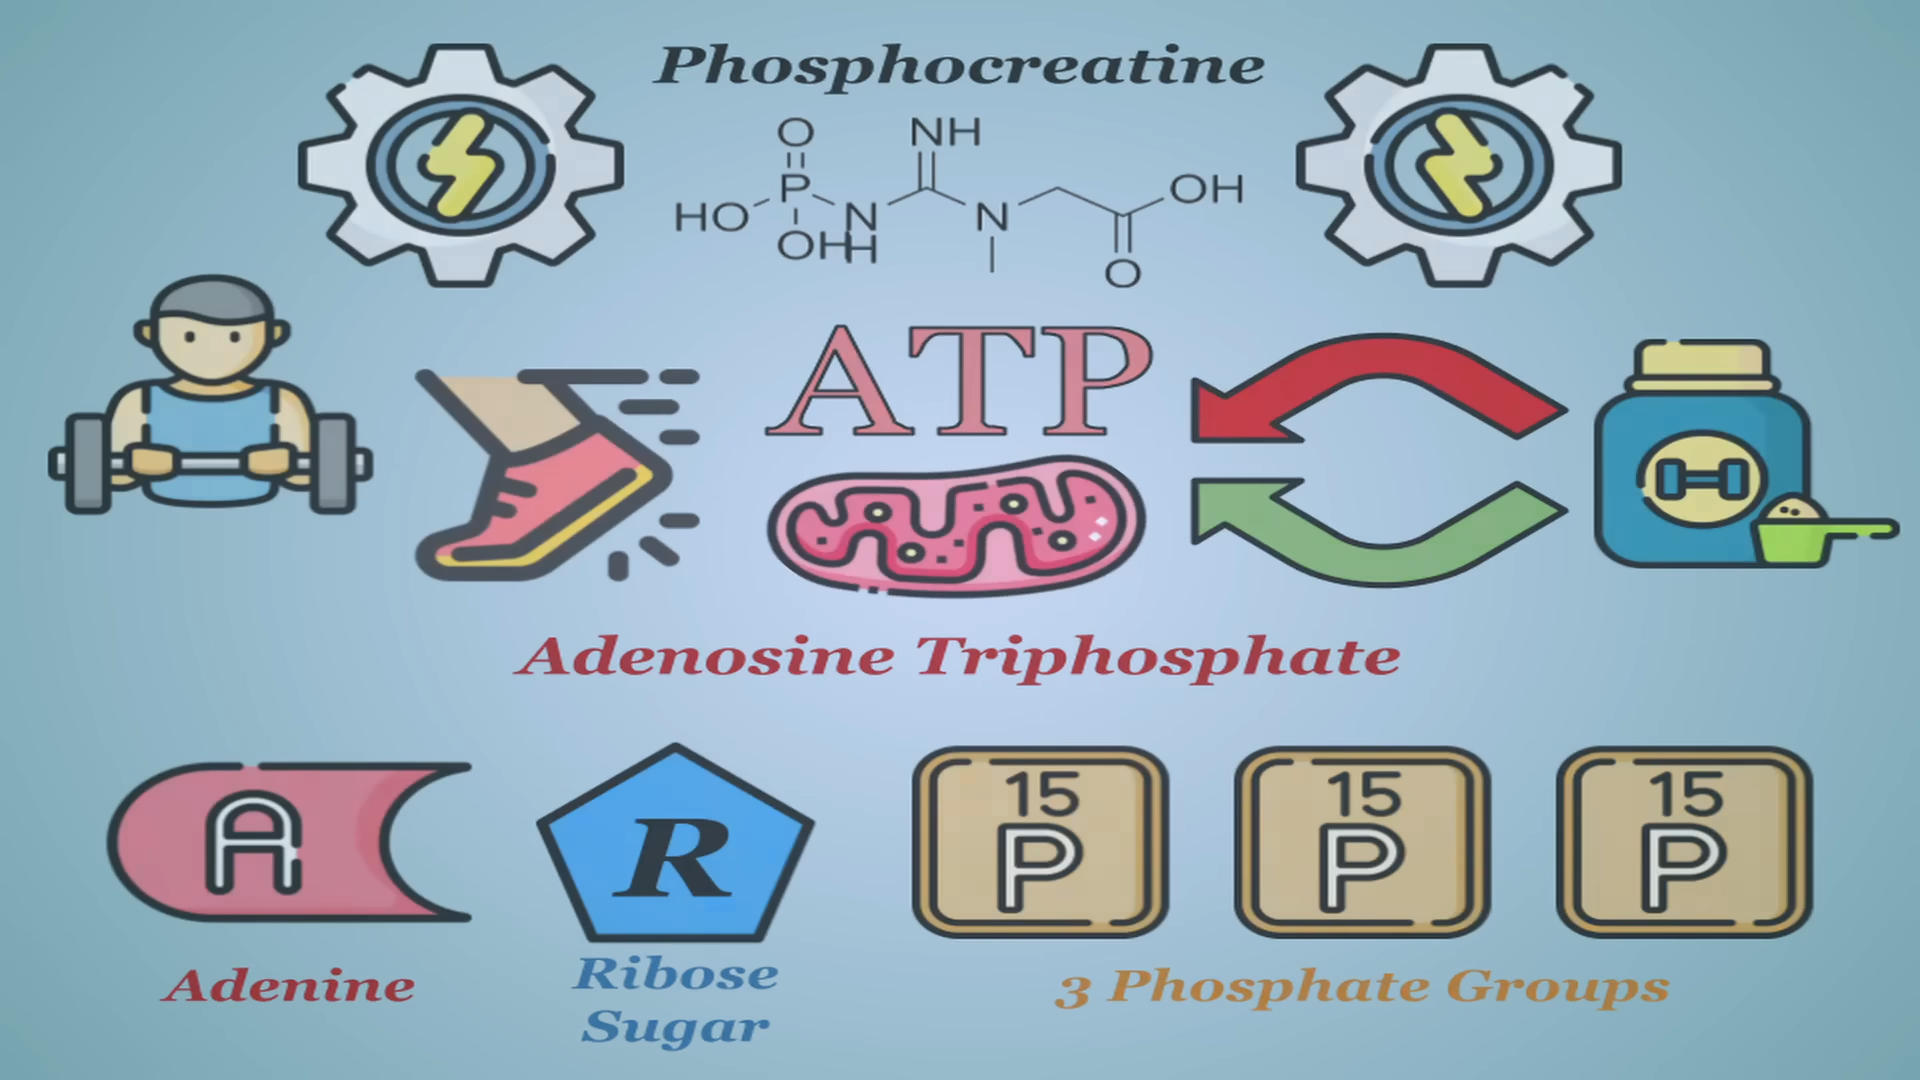 Phosphocreatine
O
NH
P
OH
HO
N
N
OH
H
O
ATP
Adenosine Triphosphate
15
15
15
A
R
P
P
P
Adenine
Ribose
Sugar
3 Phosphate Groups